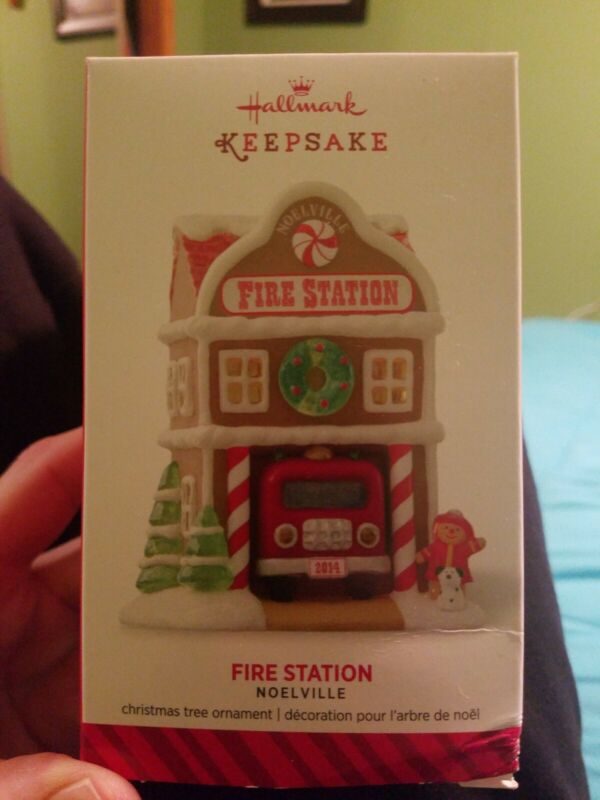 Hallmark
KEEPSAKE
NOELVILLE
FIRE STATION
2014
FIRE STATION
NOELVILLE
christmas tree ornament | décoration pour l'arbre de noël